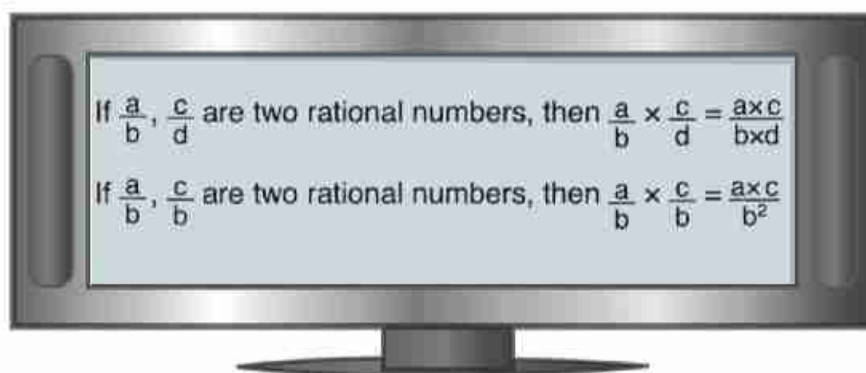 If a/b, c/d are two rational numbers, then a/b × c/d = a×c/b×d
If a/b, c/b are two rational numbers, then a/b × c/b = a×c/b²